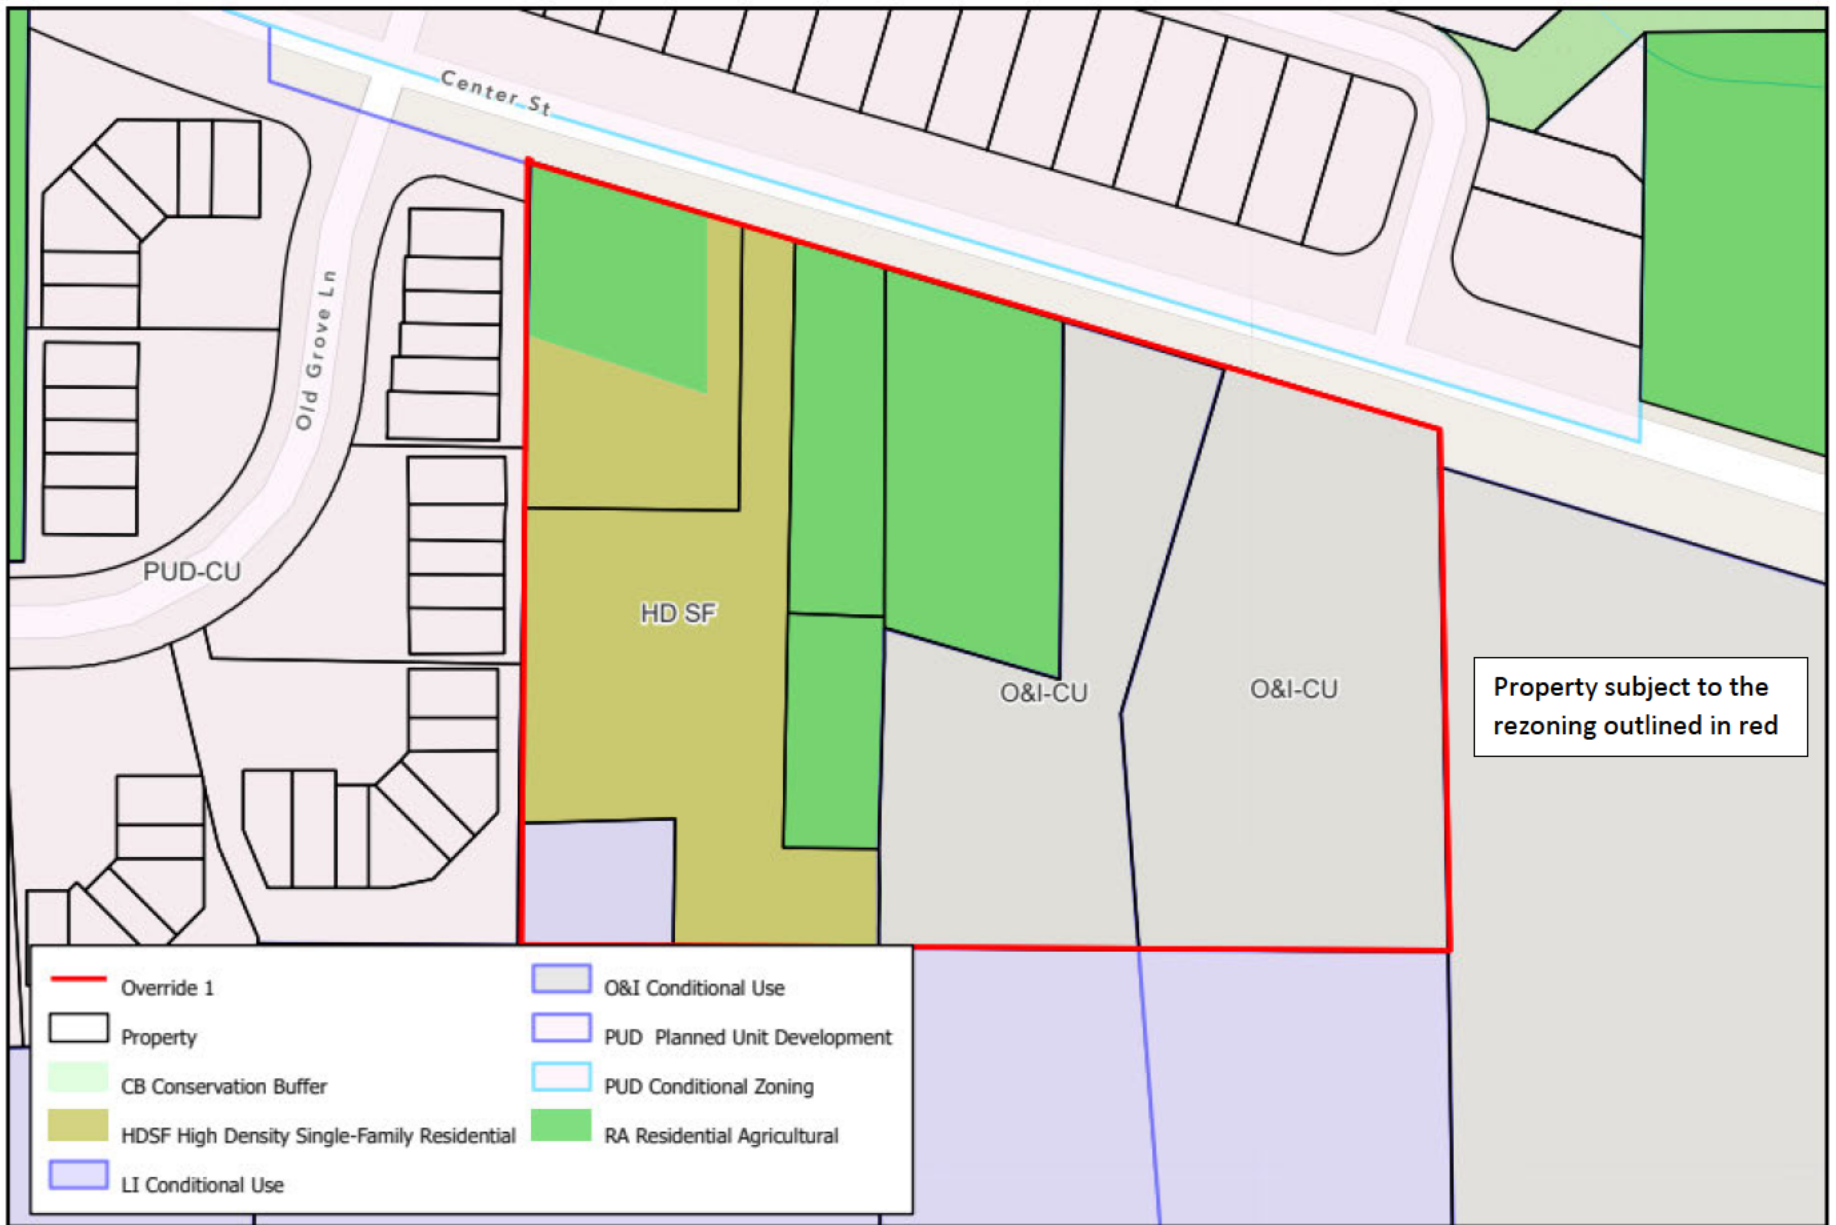 Center St
Old Grove Ln
PUD-CU
HD SF
O&I-CU
O&I-CU
Property subject to the
rezoning outlined in red
Override 1
Property
CB Conservation Buffer
HDSF High Density Single-Family Residential
LI Conditional Use
O&I Conditional Use
PUD Planned Unit Development
PUD Conditional Zoning
RA Residential Agricultural